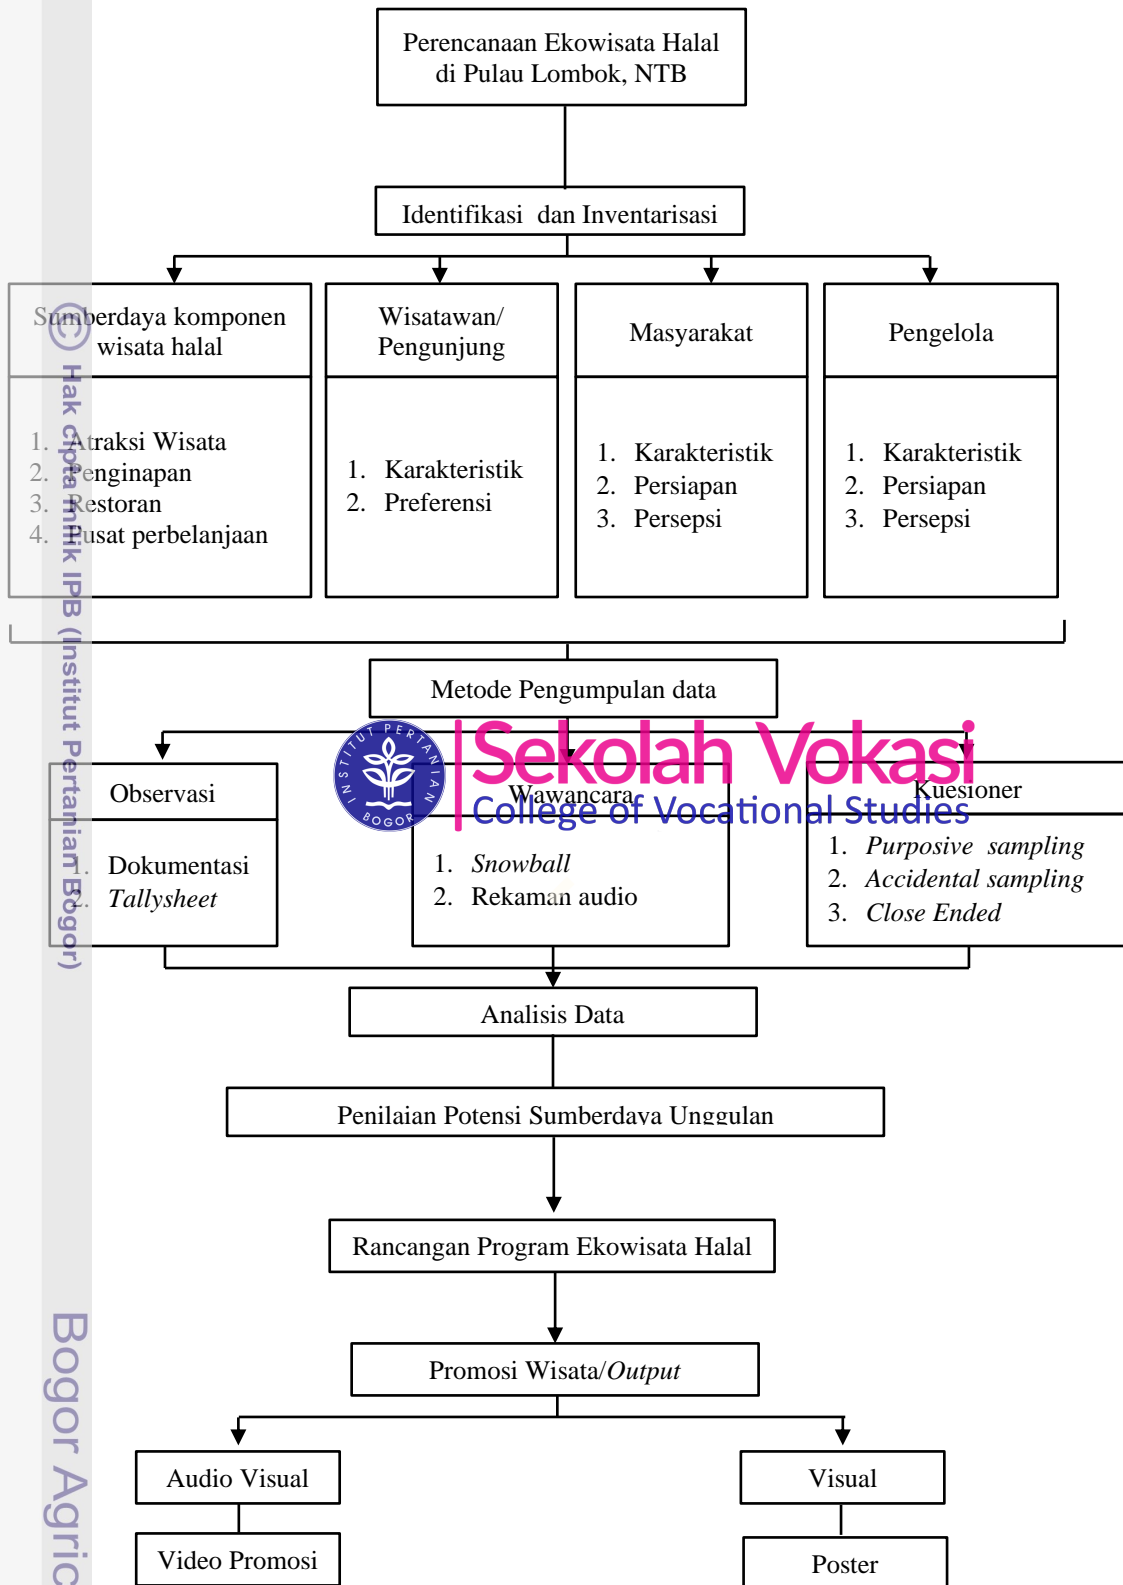 Perencanaan Ekowisata Halal
di Pulau Lombok, NTB
Identifikasi dan Inventarisasi
Sumberdaya komponen
wisata halal
1. Atraksi Wisata
2. Penginapan
3. Restoran
4. Pusat perbelanjaan
Wisatawan/
Pengunjung
1. Karakteristik
2. Preferensi
Masyarakat
1. Karakteristik
2. Persiapan
3. Persepsi
Pengelola
1. Karakteristik
2. Persiapan
3. Persepsi
Metode Pengumpulan data
Observasi
1. Dokumentasi
2. Tallysheet
Wawancara
1. Snowball
2. Rekaman audio
Kuesioner
1. Purposive sampling
2. Accidental sampling
3. Close Ended
Analisis Data
Penilaian Potensi Sumberdaya Unggulan
Rancangan Program Ekowisata Halal
Promosi Wisata/Output
Audio Visual
Video Promosi
Visual
Poster
INSTITUT PERTANIAN
BOGOR
Sekolah Vokasi
College of Vocational Studies
© Hak cipta milik IPB (Institut Pertanian Bogor)
Bogor Agric